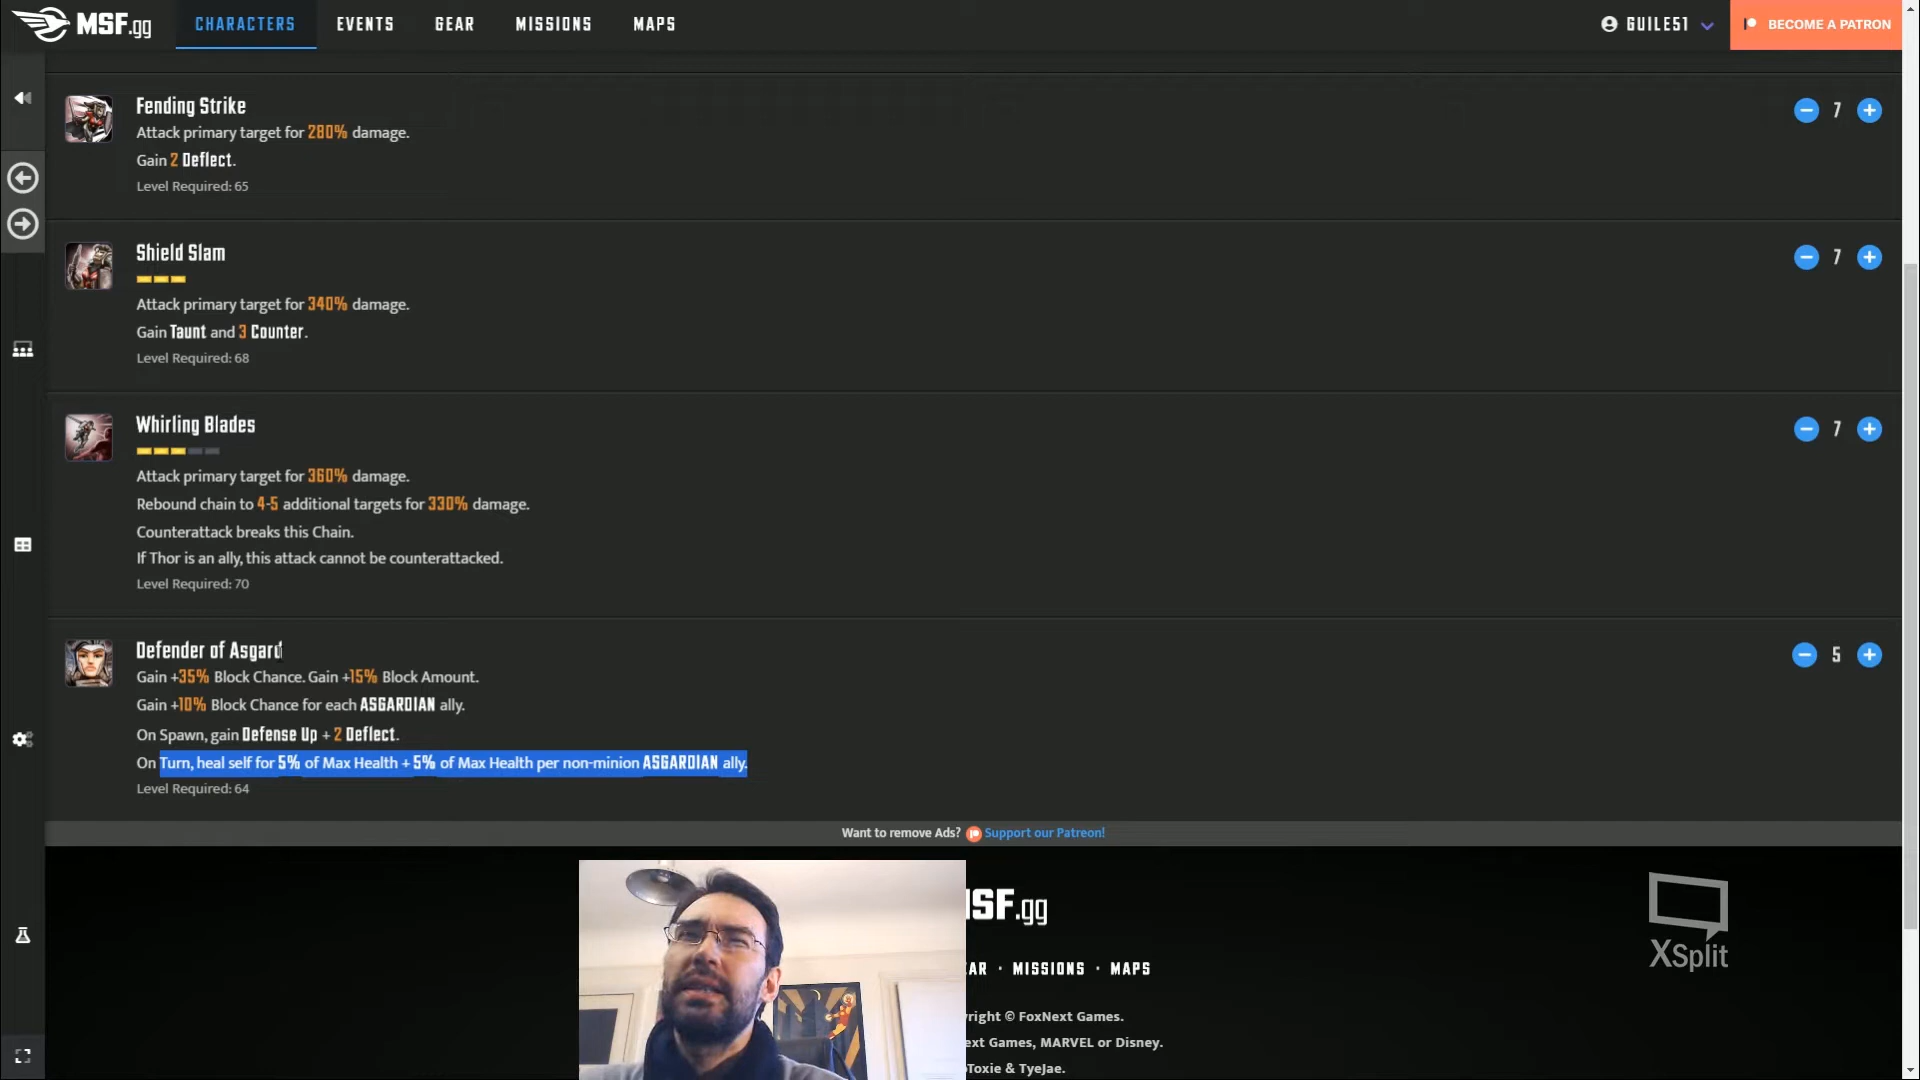 MSF.gg CHARACTERS EVENTS GEAR MISSIONS MAPS GUILE51 BECOME A PATRON
Fending Strike
7
Attack primary target for 280% damage.
Gain 2 Deflect.
Level Required: 65
Shield Slam
7
Attack primary target for 340% damage.
Gain Taunt and 3 Counter.
Level Required: 68
Whirling Blades
7
Attack primary target for 360% damage.
Rebound chain to 4-5 additional targets for 330% damage.
Counterattack breaks this Chain.
If Thor is an ally, this attack cannot be counterattacked.
Level Required: 70
Defender of Asgard
5
Gain +35% Block Chance. Gain +15% Block Amount.
Gain +10% Block Chance for each ASGARDIAN ally.
On Spawn, gain Defense Up + 2 Deflect.
On Turn, heal self for 5% of Max Health + 5% of Max Health per non-minion ASGARDIAN ally.
Level Required: 64
Want to remove Ads? Support our Patreon!
MSF.gg
XSplit
EAR · MISSIONS · MAPS
right © FoxNext Games.
ext Games, MARVEL or Disney.
Toxie & TyeJae.